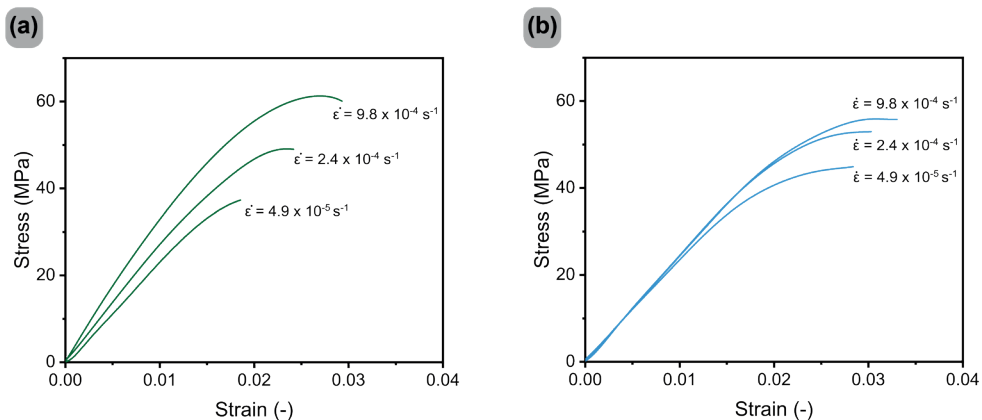 (a)
(b)
60
40
20
0
Stress (MPa)
0.00
0.01
0.02
0.03
0.04
Strain (-)
ε̇ = 9.8 x 10⁻⁴ s⁻¹
ε̇ = 2.4 x 10⁻⁴ s⁻¹
ε̇ = 4.9 x 10⁻⁵ s⁻¹
60
40
20
0
Stress (MPa)
0.00
0.01
0.02
0.03
0.04
Strain (-)
ε̇ = 9.8 x 10⁻⁴ s⁻¹
ε̇ = 2.4 x 10⁻⁴ s⁻¹
ε̇ = 4.9 x 10⁻⁵ s⁻¹